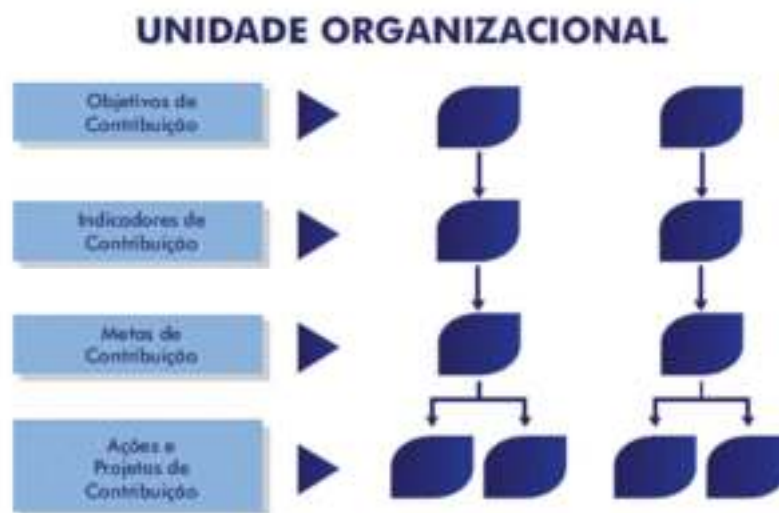 UNIDADE ORGANIZACIONAL
Objetivos de
Contribuição
Indicadores de
Contribuição
Metas de
Contribuição
Ações e
Projetos de
Contribuição